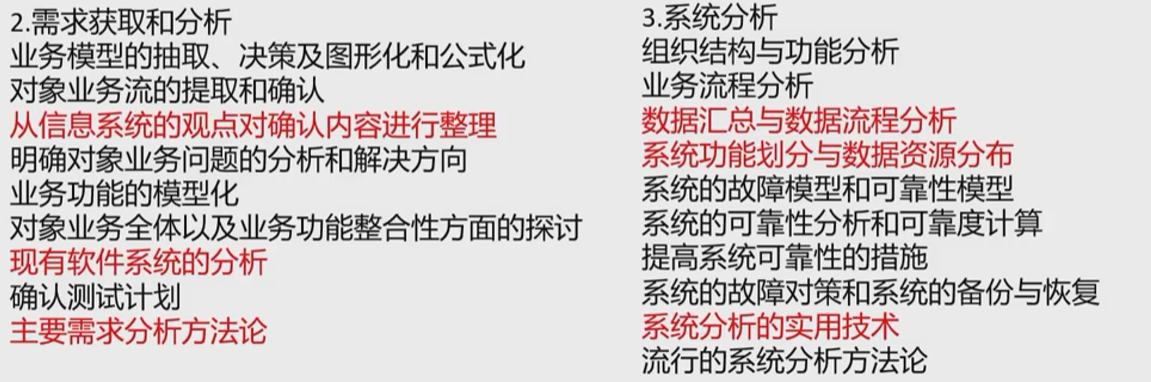 2.需求获取和分析
业务模型的抽取、决策及图形化和公式化
对象业务流的提取和确认
从信息系统的观点对确认内容进行整理
明确对象业务问题的分析和解决方向
业务功能的模型化
对象业务全体以及业务功能整合性方面的探讨
现有软件系统的分析
确认测试计划
主要需求分析方法论
3.系统分析
组织结构与功能分析
业务流程分析
数据汇总与数据流程分析
系统功能划分与数据资源分布
系统的故障模型和可靠性模型
系统的可靠性分析和可靠度计算
提高系统可靠性的措施
系统的故障对策和系统的备份与恢复
系统分析的实用技术
流行的系统分析方法论